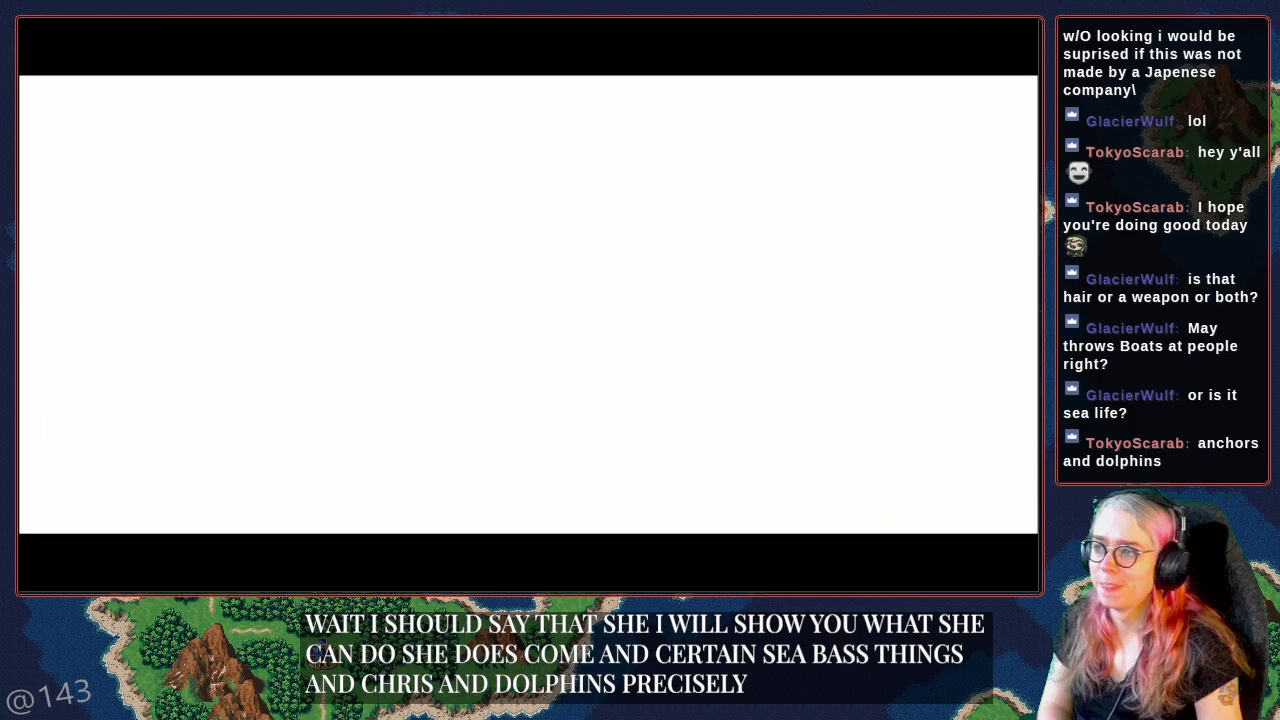 w/O looking i would be
suprised if this was not
made by a Japenese
company\
GlacierWulf: lol
TokyoScarab: hey y'all
TokyoScarab: I hope
you're doing good today
GlacierWulf: is that
hair or a weapon or both?
GlacierWulf: May
throws Boats at people
right?
GlacierWulf: or is it
sea life?
TokyoScarab: anchors
and dolphins
WAIT I SHOULD SAY THAT SHE I WILL SHOW YOU WHAT SHE
CAN DO SHE DOES COME AND CERTAIN SEA BASS THINGS
AND CHRIS AND DOLPHINS PRECISELY
@143